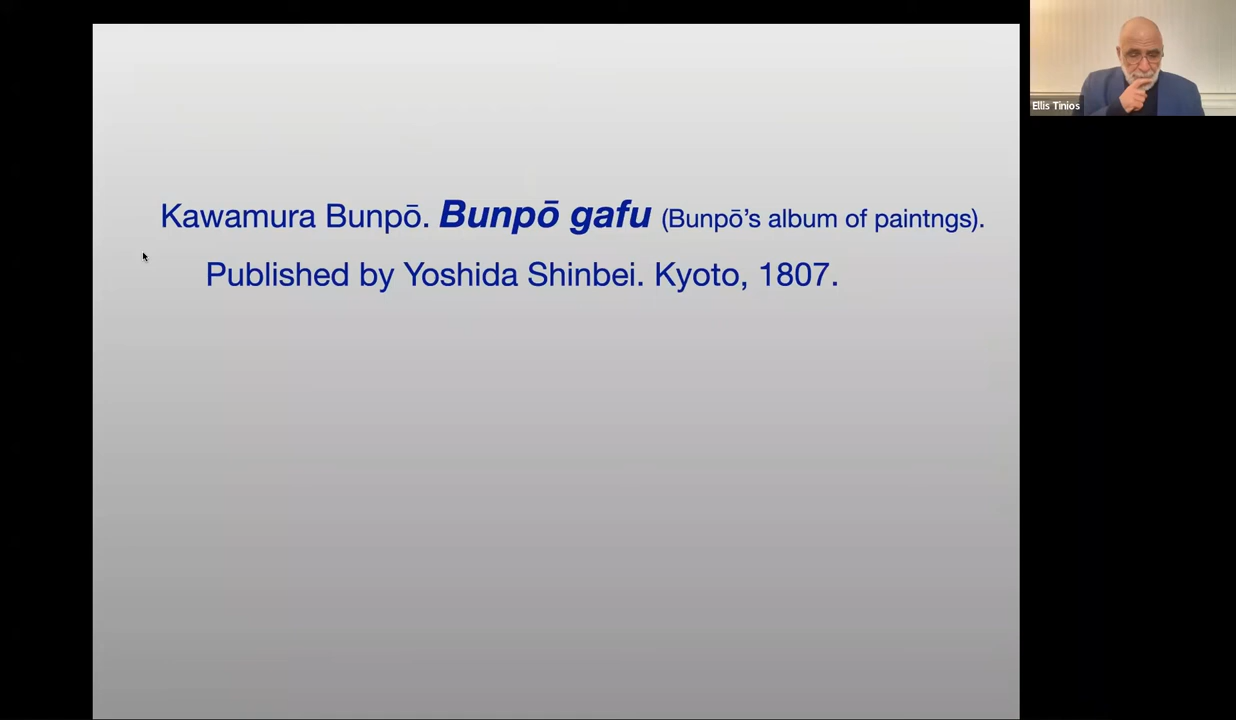 Kawamura Bunpō. Bunpō gafu (Bunpō’s album of paintngs).
Published by Yoshida Shinbei. Kyoto, 1807.
Ellis Tinios